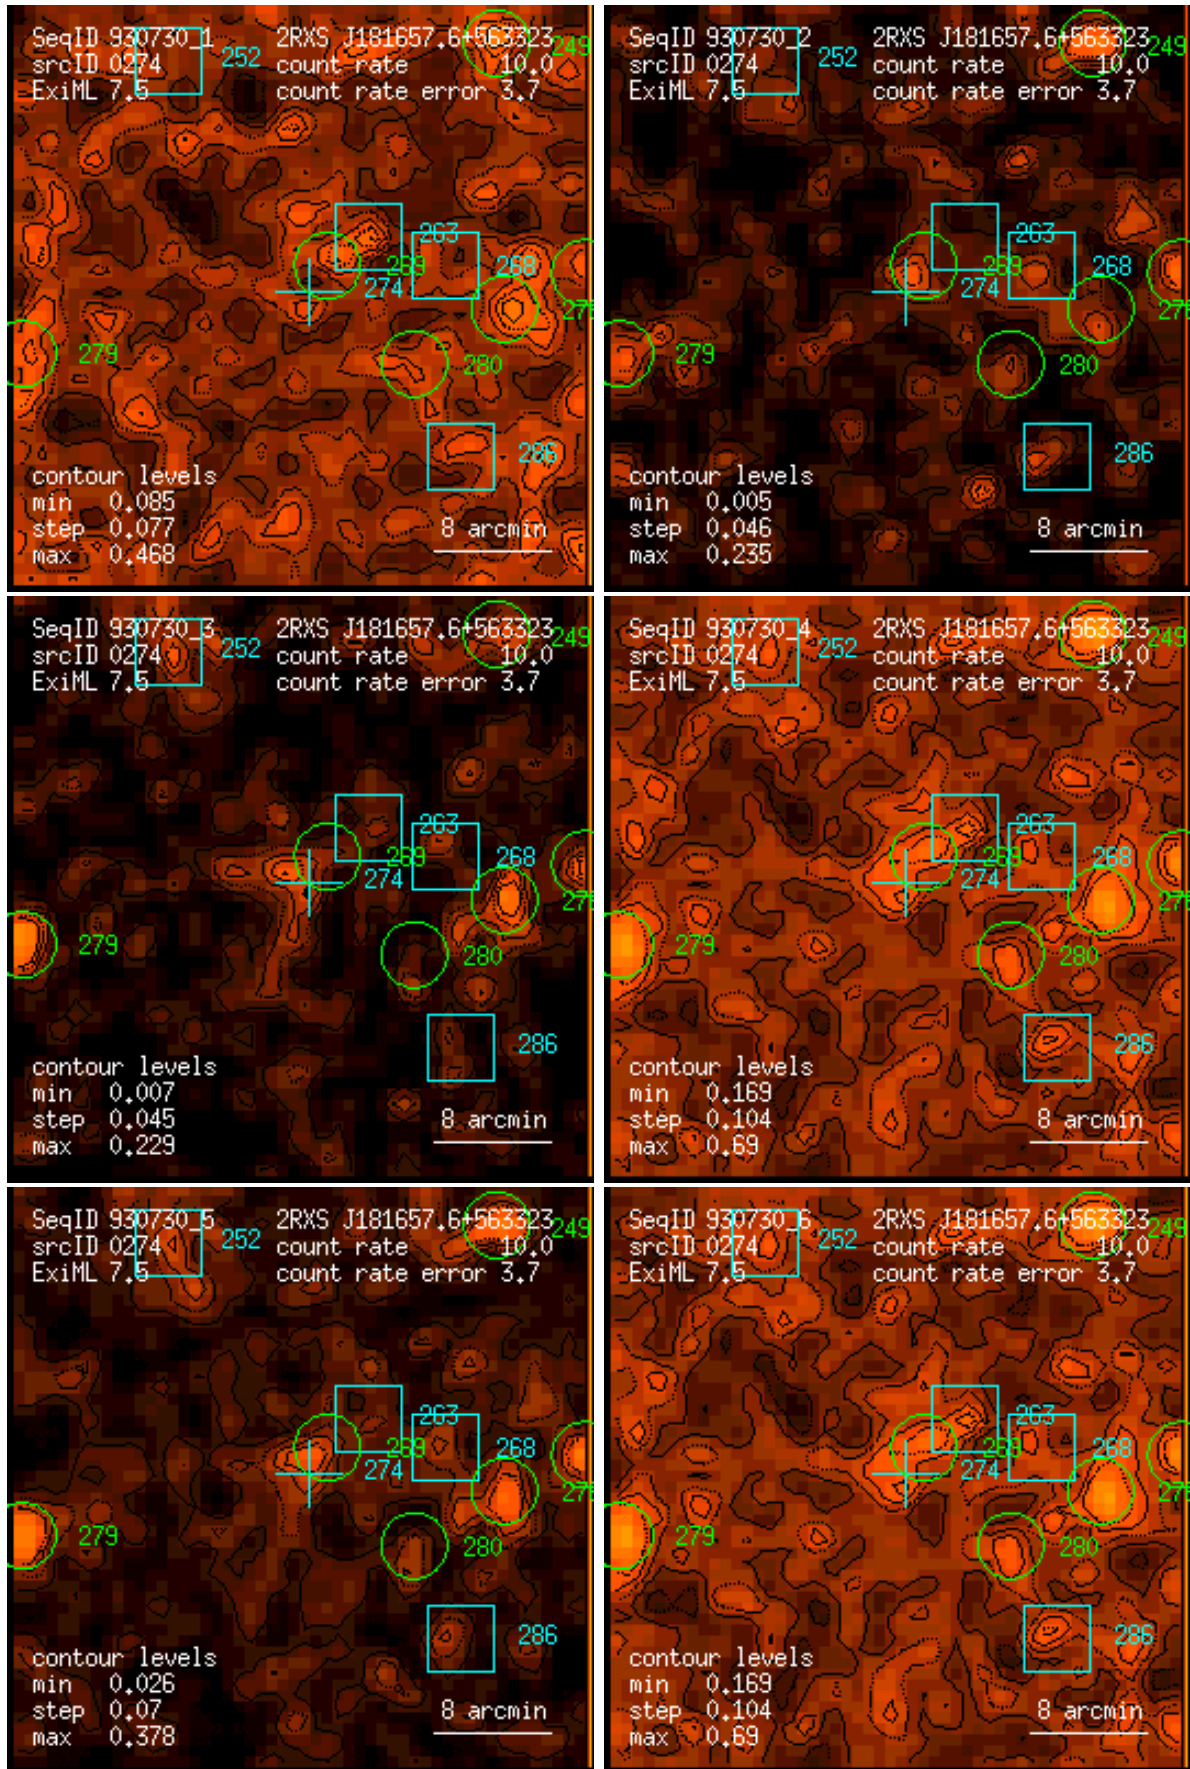 SeqID 930730_1 2RXS J181657.6+563323 249
srcID 0274 252 count rate 10.0
ExiML 7.5 count rate error 3.7
263
269 268
274
279
280
286
contour levels
min 0.085
step 0.077 8 arcmin
max 0.468
SeqID 930730_2 2RXS J181657.6+563323 249
srcID 0274 252 count rate 10.0
ExiML 7.5 count rate error 3.7
263
269 268
274
279
280
286
contour levels
min 0.005
step 0.046 8 arcmin
max 0.235
SeqID 930730_3 2RXS J181657.6+563323 249
srcID 0274 252 count rate 10.0
ExiML 7.5 count rate error 3.7
263
269 268
274
279
280
286
contour levels
min 0.007
step 0.045 8 arcmin
max 0.229
SeqID 930730_4 2RXS J181657.6+563323 249
srcID 0274 252 count rate 10.0
ExiML 7.5 count rate error 3.7
263
269 268
274
279
280
286
contour levels
min 0.169
step 0.104 8 arcmin
max 0.69
SeqID 930730_5 2RXS J181657.6+563323 249
srcID 0274 252 count rate 10.0
ExiML 7.5 count rate error 3.7
263
269 268
274
279
280
286
contour levels
min 0.026
step 0.07 8 arcmin
max 0.378
SeqID 930730_6 2RXS J181657.6+563323 249
srcID 0274 252 count rate 10.0
ExiML 7.5 count rate error 3.7
263
269 268
274
279
280
286
contour levels
min 0.169
step 0.104 8 arcmin
max 0.69